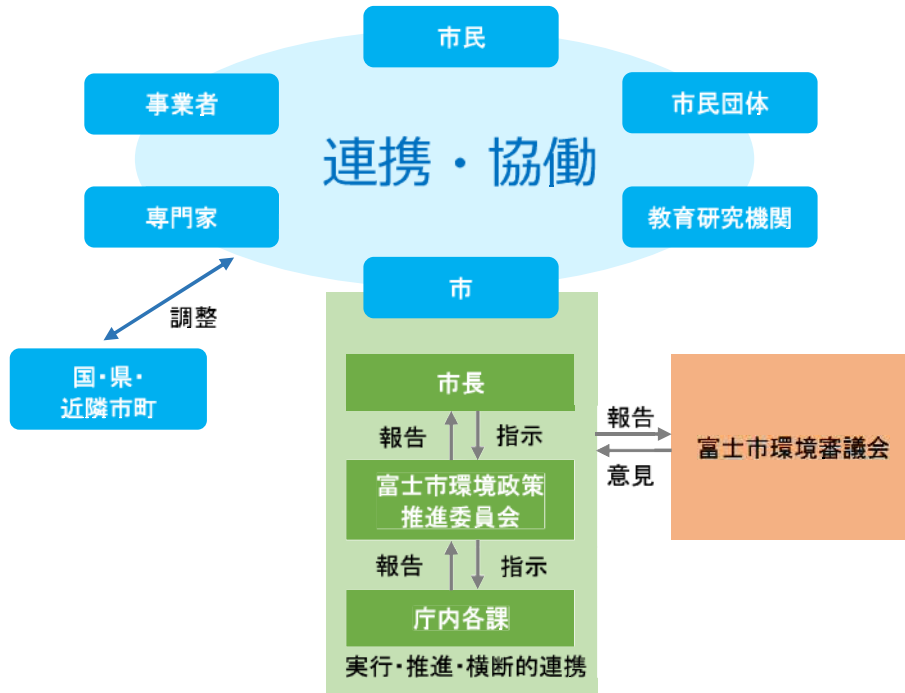 市民
事業者
市民団体
連携・協働
専門家
教育研究機関
市
調整
国・県・
近隣市町
市長
報告
指示
報告
意見
富士市環境審議会
富士市環境政策
推進委員会
報告
指示
庁内各課
実行・推進・横断的連携